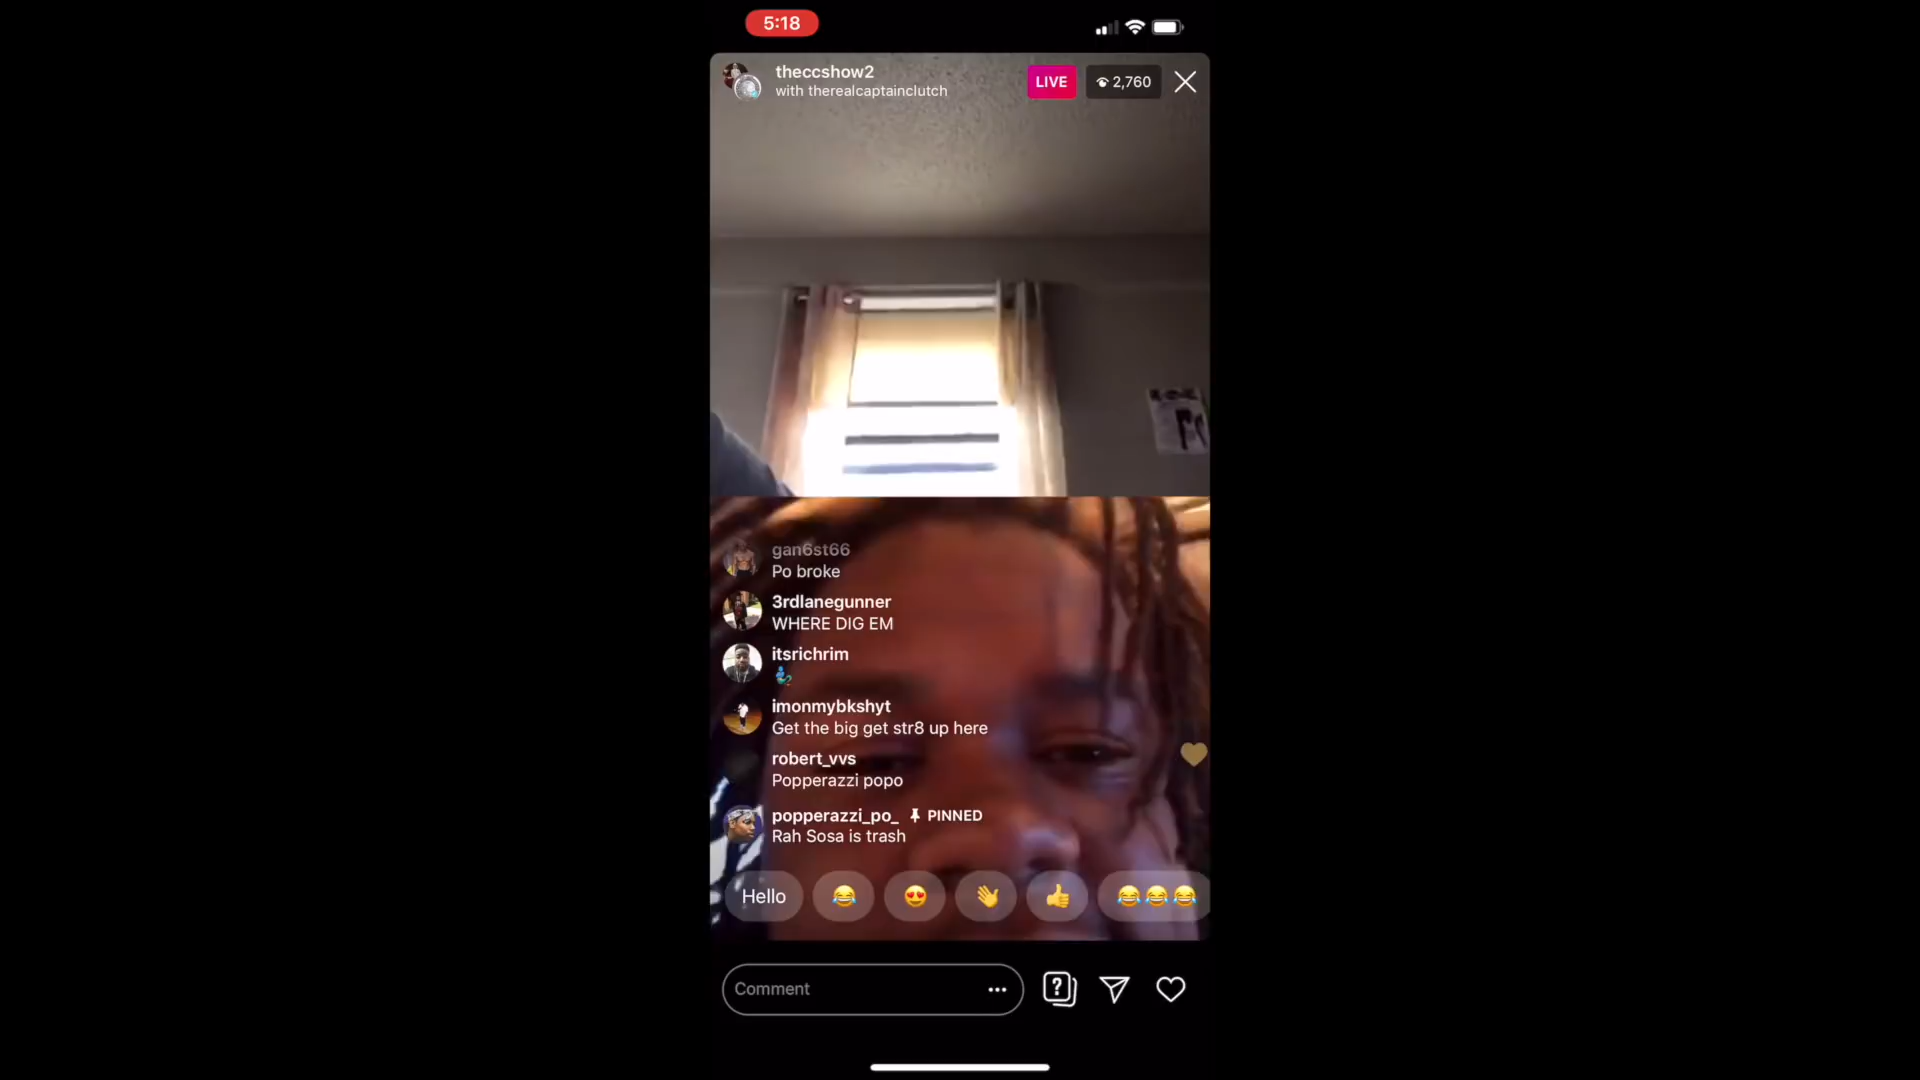 5:18
theccshow2
with therealcaptainclutch
LIVE
2,760
gan6st66
Po broke
3rdlanegunner
WHERE DIG EM
itsrichrim
imonmybkshyt
Get the big get str8 up here
robert_vvs
Popperazzi popo
popperazzi_po_ PINNED
Rah Sosa is trash
Hello
Comment